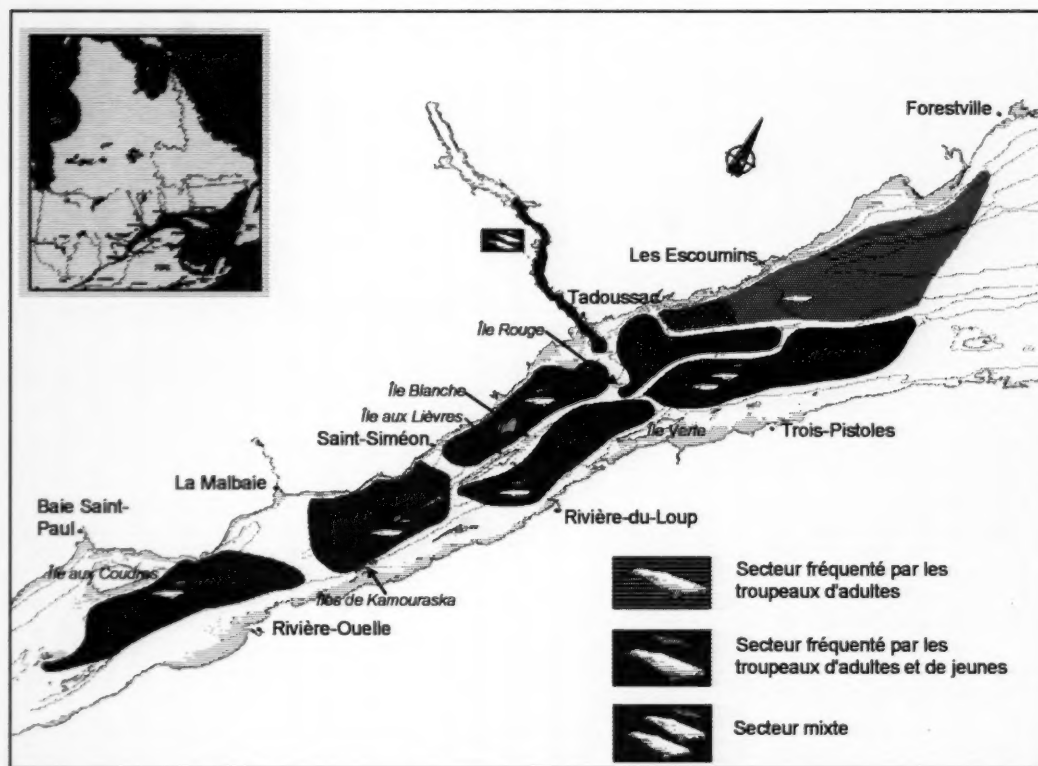 Forestville
Les Escoumins
Tadoussac
Île Rouge
Île Blanche
Île aux Lièvres
Saint-Siméon
Île Verte
Trois-Pistoles
La Malbaie
Rivière-du-Loup
Baie Saint-
Paul
Île aux Coudres
Îles de Kamouraska
Rivière-Ouelle
Secteur fréquenté par les
troupeaux d'adultes
Secteur fréquenté par les
troupeaux d'adultes et de jeunes
Secteur mixte